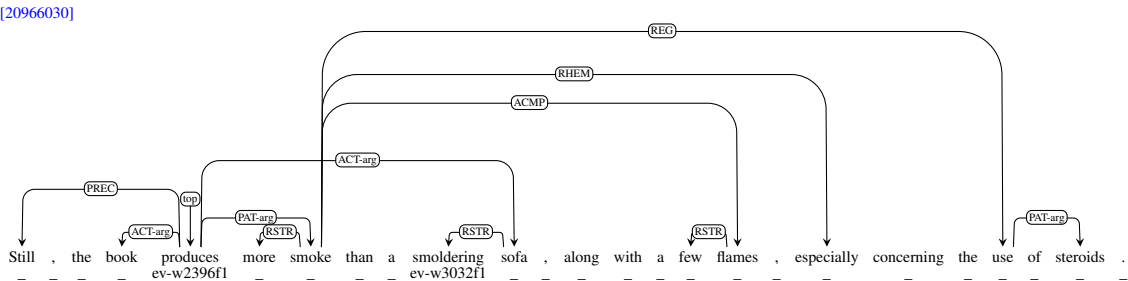 [20966030]
REG
RHEM
ACMP
ACT-arg
PREC
top
PAT-arg PAT-arg
ACT-arg RSTR RSTR RSTR
Still , the book produces more smoke than a smoldering sofa , along with a few flames , especially concerning the use of steroids .
_ _ _ _ ev-w2396f1 _ _ _ _ ev-w3032f1 _ _ _ _ _ _ _ _ _ _ _ _ _ _ _ _